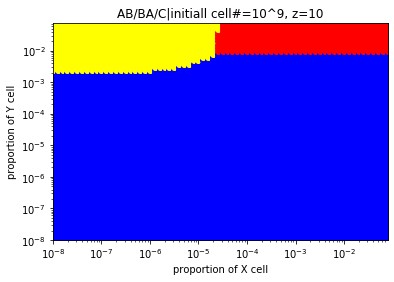 AB/BA/C|initiall cell#=10^9, z=10
proportion of Y cell
10⁻²
10⁻³
10⁻⁴
10⁻⁵
10⁻⁶
10⁻⁷
10⁻⁸
10⁻⁸ 10⁻⁷ 10⁻⁶ 10⁻⁵ 10⁻⁴ 10⁻³ 10⁻²
proportion of X cell